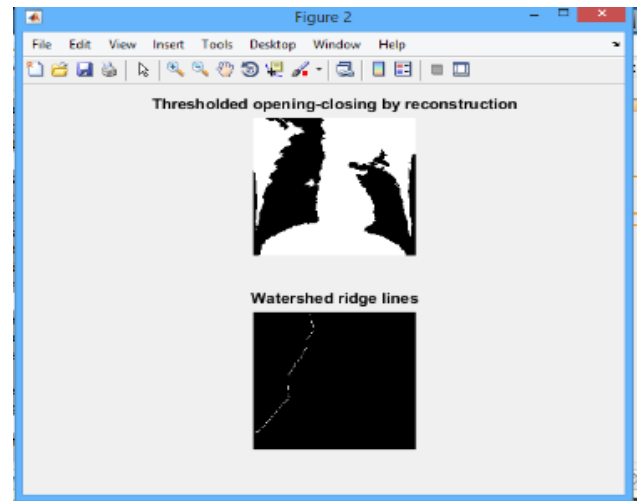 Figure 2
File Edit View Insert Tools Desktop Window Help
Thresholded opening-closing by reconstruction
Watershed ridge lines